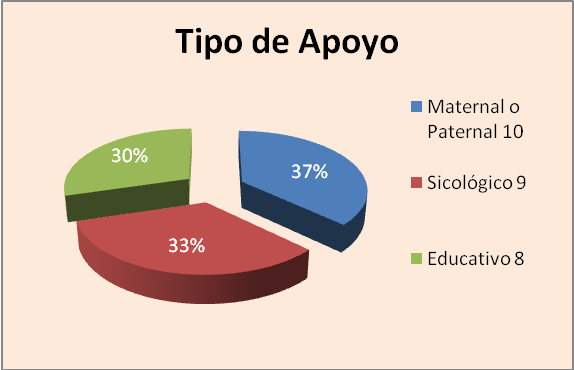 Tipo de Apoyo
Maternal o
Paternal 10
Sicológico 9
Educativo 8
30%
37%
33%